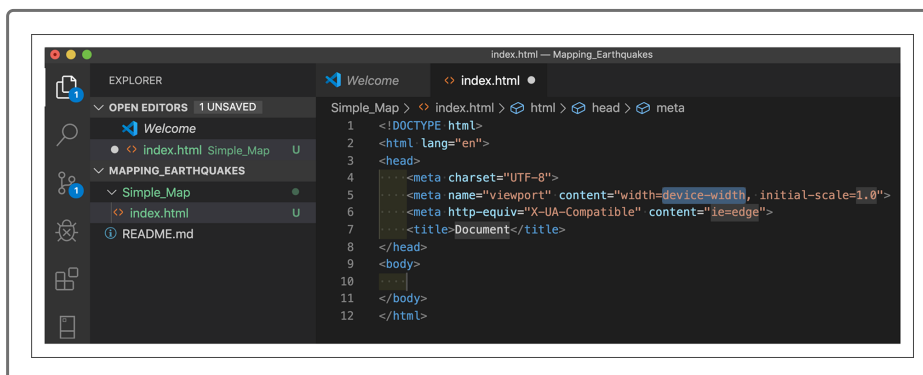 index.html — Mapping_Earthquakes
EXPLORER
OPEN EDITORS 1 UNSAVED
Welcome
index.html Simple_Map U
MAPPING_EARTHQUAKES
Simple_Map
index.html U
README.md
1
1
Welcome
index.html
Simple_Map > index.html > html > head > meta
1 <!DOCTYPE html>
2 <html lang="en">
3 <head>
4 <meta charset="UTF-8">
5 <meta name="viewport" content="width=device-width, initial-scale=1.0">
6 <meta http-equiv="X-UA-Compatible" content="ie=edge">
7 <title>Document</title>
8 </head>
9 <body>
10
11 </body>
12 </html>